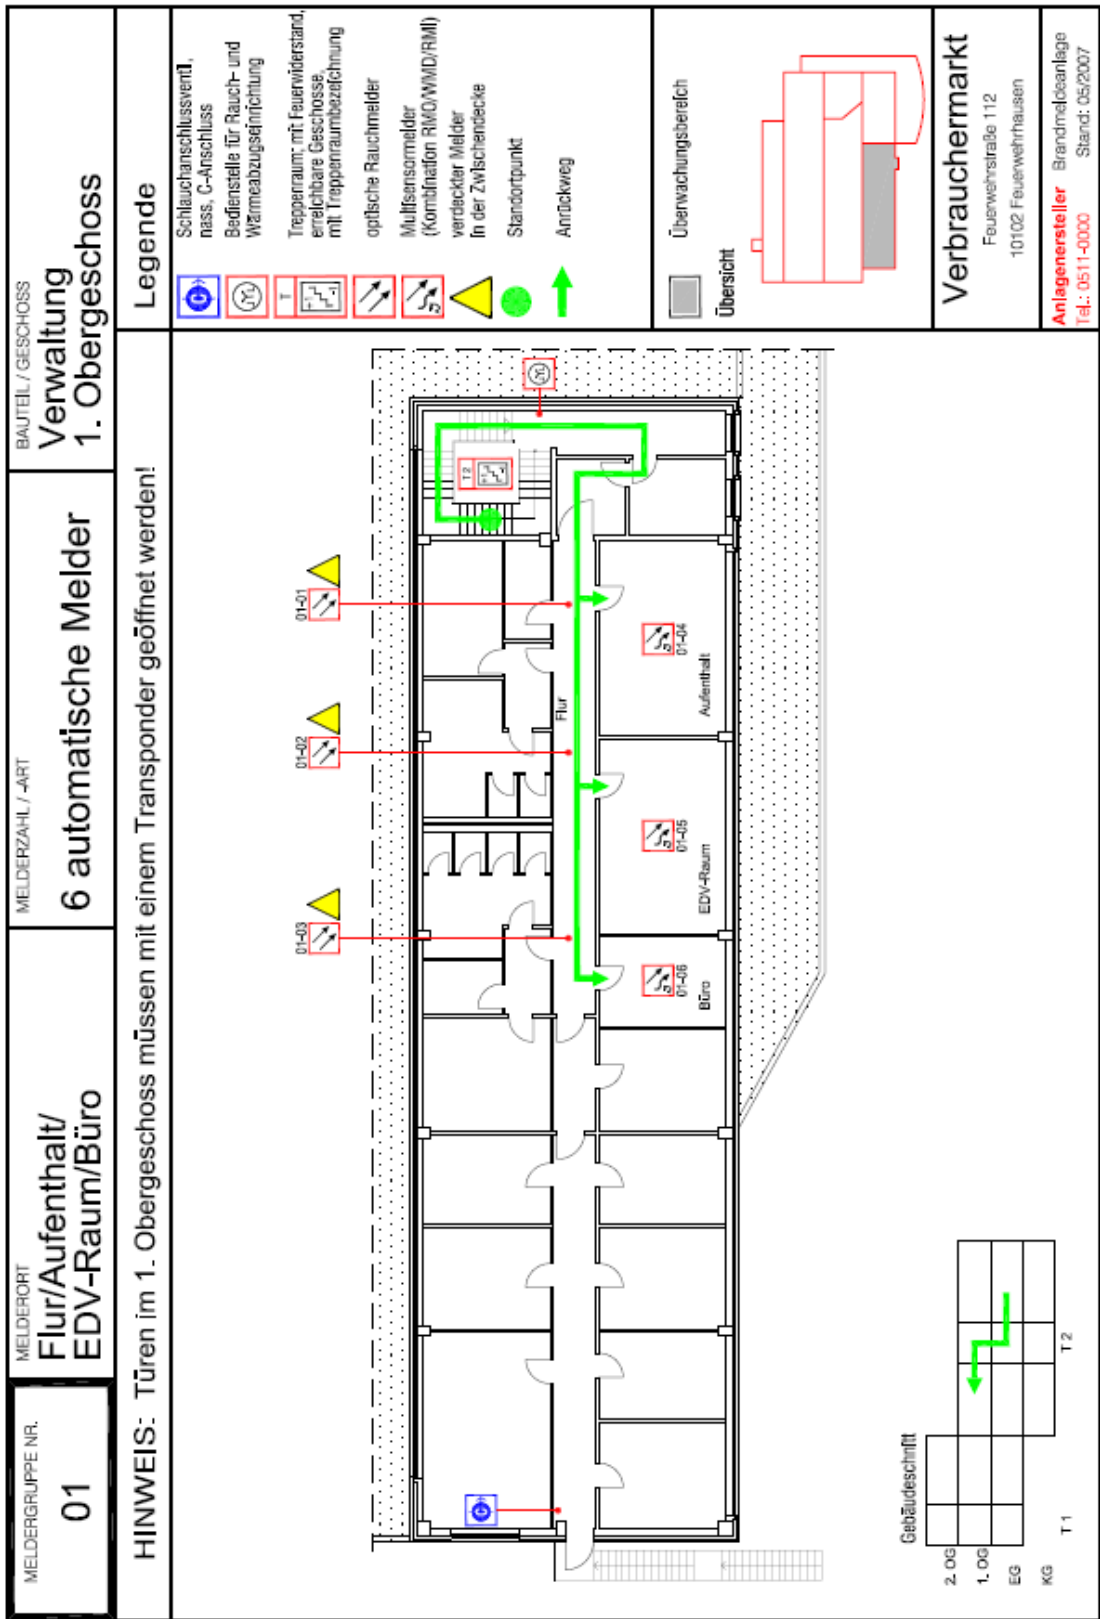 MELDERGRUPPE NR.
01
MELDERORT
Flur/Aufenthalt/
EDV-Raum/Büro
MELDERZAHL / -ART
6 automatische Melder
BAUTEIL / GESCHOSS
Verwaltung
1. Obergeschoss
HINWEIS: Türen im 1. Obergeschoss müssen mit einem Transponder geöffnet werden!
01-03
01-02
01-01
T 2
Flur
01-06
Büro
01-05
EDV-Raum
01-04
Aufenthalt
Gebäudeschnitt
2. OG
1. OG
EG
KG
T 1
T 2
Legende
Schlauchanschlussventil,
nass, C-Anschluss
Bedienstelle für Rauch- und
Wärmeabzugseinrichtung
T
Treppenraum, mit Feuerwiderstand,
erreichbare Geschosse,
mit Treppenraumbezeichnung
optische Rauchmelder
Multisensormelder
(Kombination RMO/WMD/RMI)
verdeckter Melder
in der Zwischendecke
Standortpunkt
Anrückweg
Überwachungsbereich
Übersicht
Verbrauchermarkt
Feuerwehrstraße 112
10102 Feuerwehrhausen
Anlagenersteller Brandmeldeanlage
Tel.: 0511-0000 Stand: 05/2007